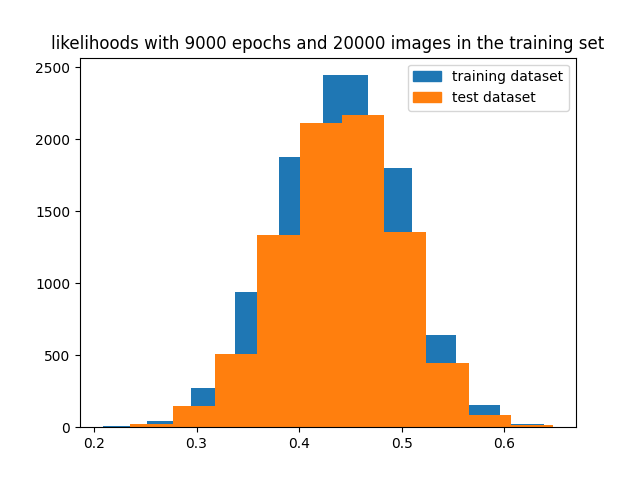 likelihoods with 9000 epochs and 20000 images in the training set
training dataset
test dataset
2500
2000
1500
1000
500
0
0.2 0.3 0.4 0.5 0.6